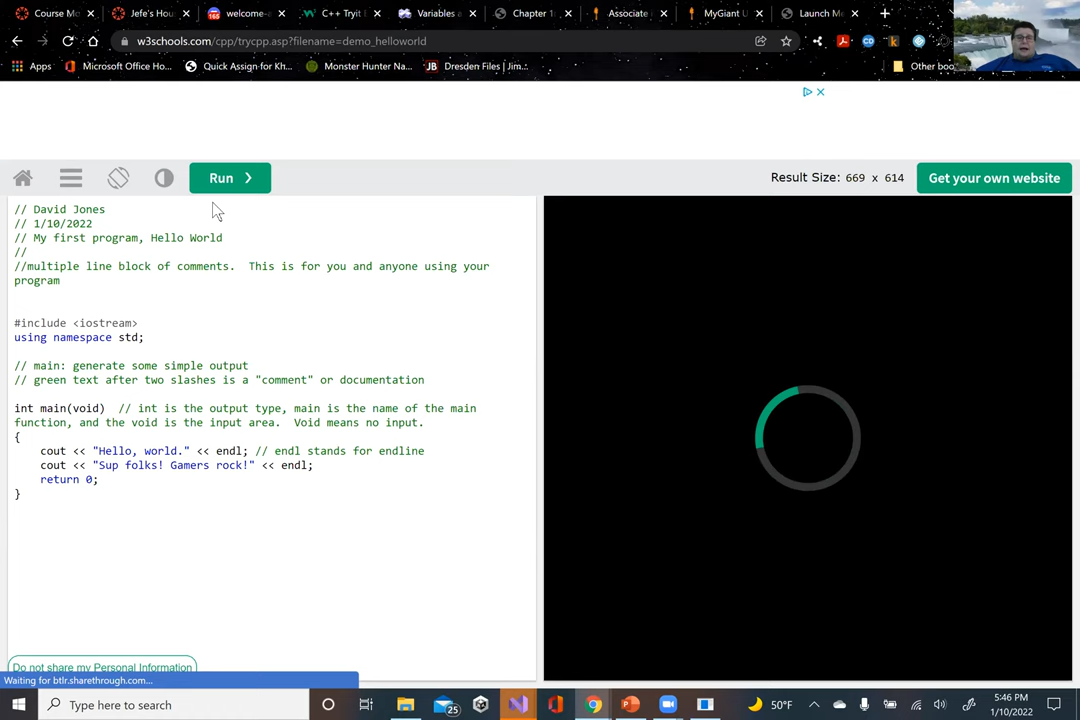 Course Mo
Jefe's Hou
welcome-a
C++ Tryit E
Variables a
Chapter 1
Associate
MyGiant U
Launch Me
w3schools.com/cpp/trycpp.asp?filename=demo_helloworld
Apps
Microsoft Office Ho...
Quick Assign for Kh...
Monster Hunter Na...
JB
Dresden Files | Jim...
Other boo
Run
Result Size: 669 x 614
Get your own website
// David Jones
// 1/10/2022
// My first program, Hello World
//
//multiple line block of comments.  This is for you and anyone using your
program
#include <iostream>
using namespace std;
// main: generate some simple output
// green text after two slashes is a "comment" or documentation
int main(void)  // int is the output type, main is the name of the main
function, and the void is the input area.  Void means no input.
{
cout << "Hello, world." << endl; // endl stands for endline
cout << "Sup folks! Gamers rock!" << endl;
return 0;
}
Do not share my Personal Information
Waiting for btlr.sharethrough.com...
Type here to search
25
50°F
5:46 PM
1/10/2022